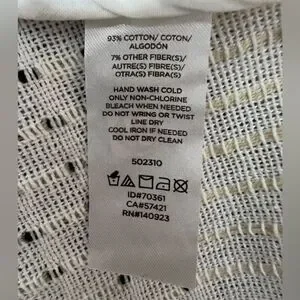 93% COTTON/ COTON/
ALGODÓN
7% OTHER FIBER(S)/
AUTRE(S) FIBRE(S)/
OTRA(S) FIBRA(S)
HAND WASH COLD
ONLY NON-CHLORINE
BLEACH WHEN NEEDED
DO NOT WRING OR TWIST
LINE DRY
COOL IRON IF NEEDED
DO NOT DRY CLEAN
502310
ID#70361
CA#57421
RN#140923